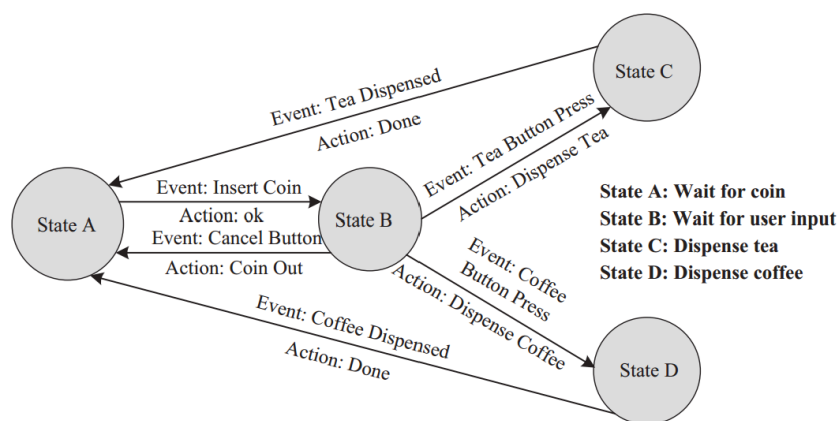 State C
Event: Tea Dispensed
Action: Done
Event: Tea Button Press
Action: Dispense Tea
State A
Event: Insert Coin
Action: ok
Event: Cancel Button
Action: Coin Out
State B
State A: Wait for coin
State B: Wait for user input
State C: Dispense tea
State D: Dispense coffee
Event: Coffee
Button Press
Action: Dispense Coffee
Event: Coffee Dispensed
Action: Done
State D